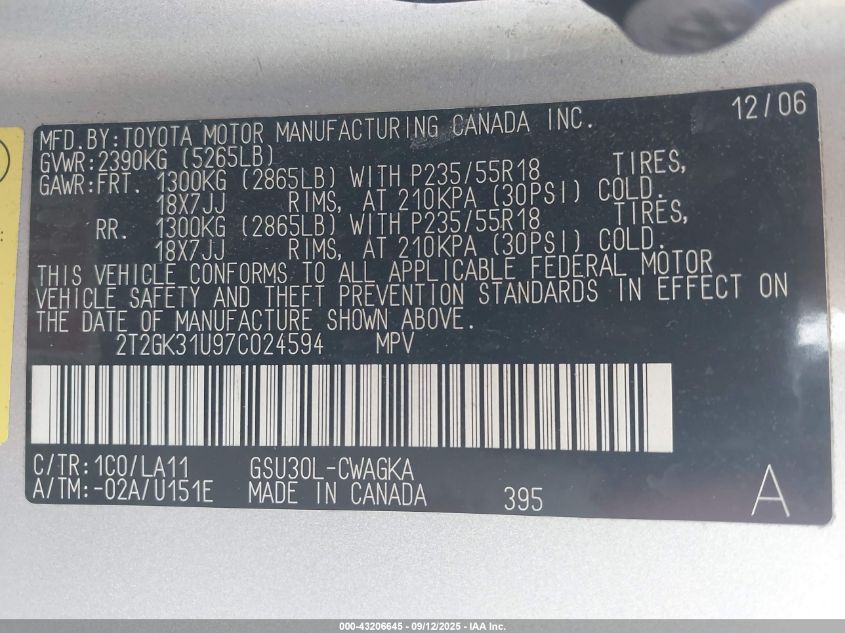 12/06
MFD.BY:TOYOTA MOTOR MANUFACTURING CANADA INC.
GVWR:2390KG (5265LB)
GAWR:FRT. 1300KG (2865LB) WITH P235/55R18 TIRES,
18X7JJ RIMS, AT 210KPA (30PSI) COLD.
RR. 1300KG (2865LB) WITH P235/55R18 TIRES,
18X7JJ RIMS, AT 210KPA (30PSI) COLD.
THIS VEHICLE CONFORMS TO ALL APPLICABLE FEDERAL MOTOR
VEHICLE SAFETY AND THEFT PREVENTION STANDARDS IN EFFECT ON
THE DATE OF MANUFACTURE SHOWN ABOVE.
2T2GK31U97C024594 MPV
C/TR:1C0/LA11 GSU30L-CWAGKA
A/TM:-02A/U151E MADE IN CANADA 395 A
000-43206645 - 09/12/2025 - IAA Inc.